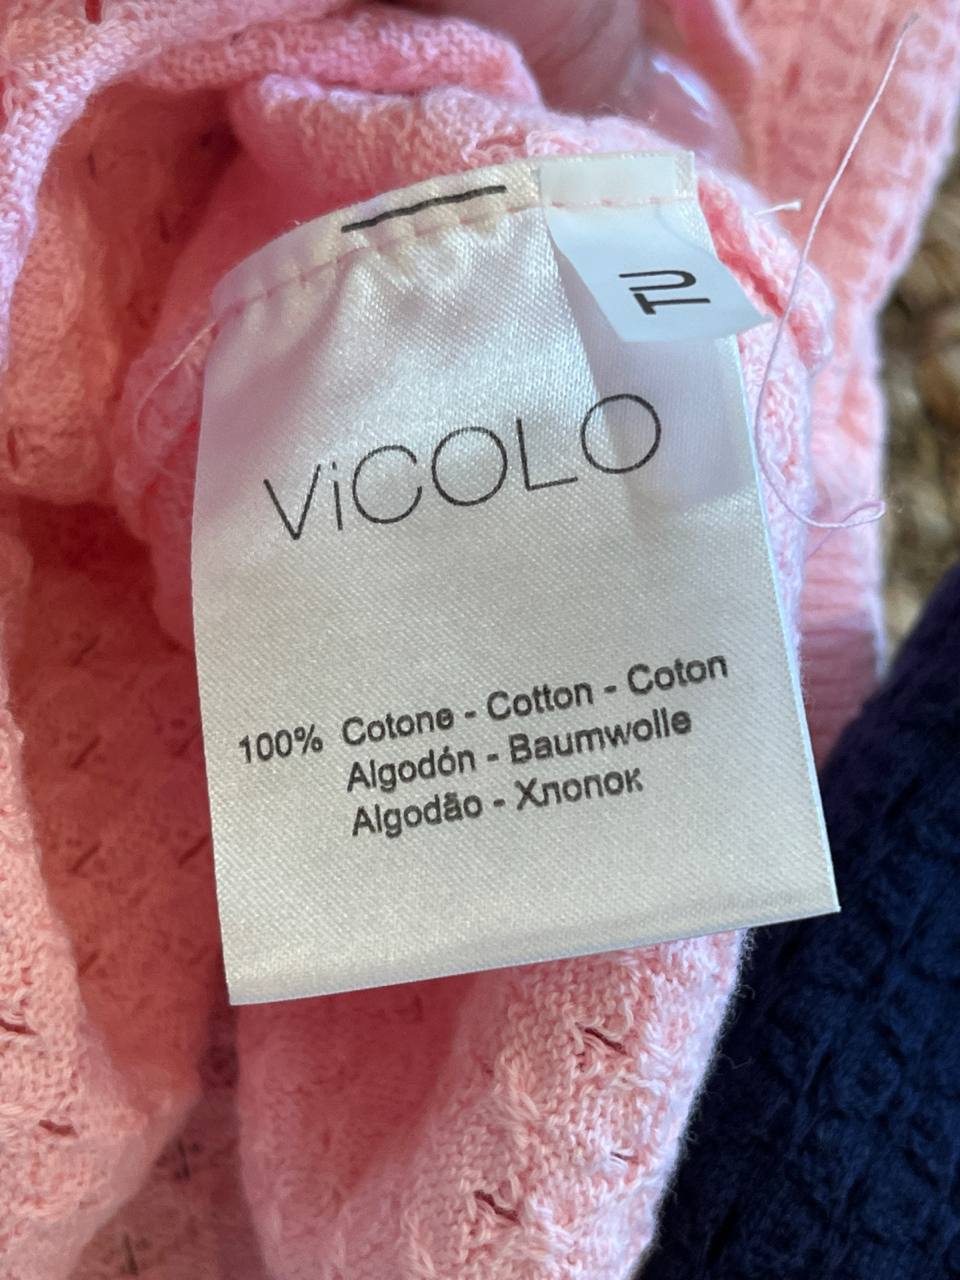 TU
ViCOLO
100% Cotone - Cotton - Coton
Algodón - Baumwolle
Algodão - Хлопок